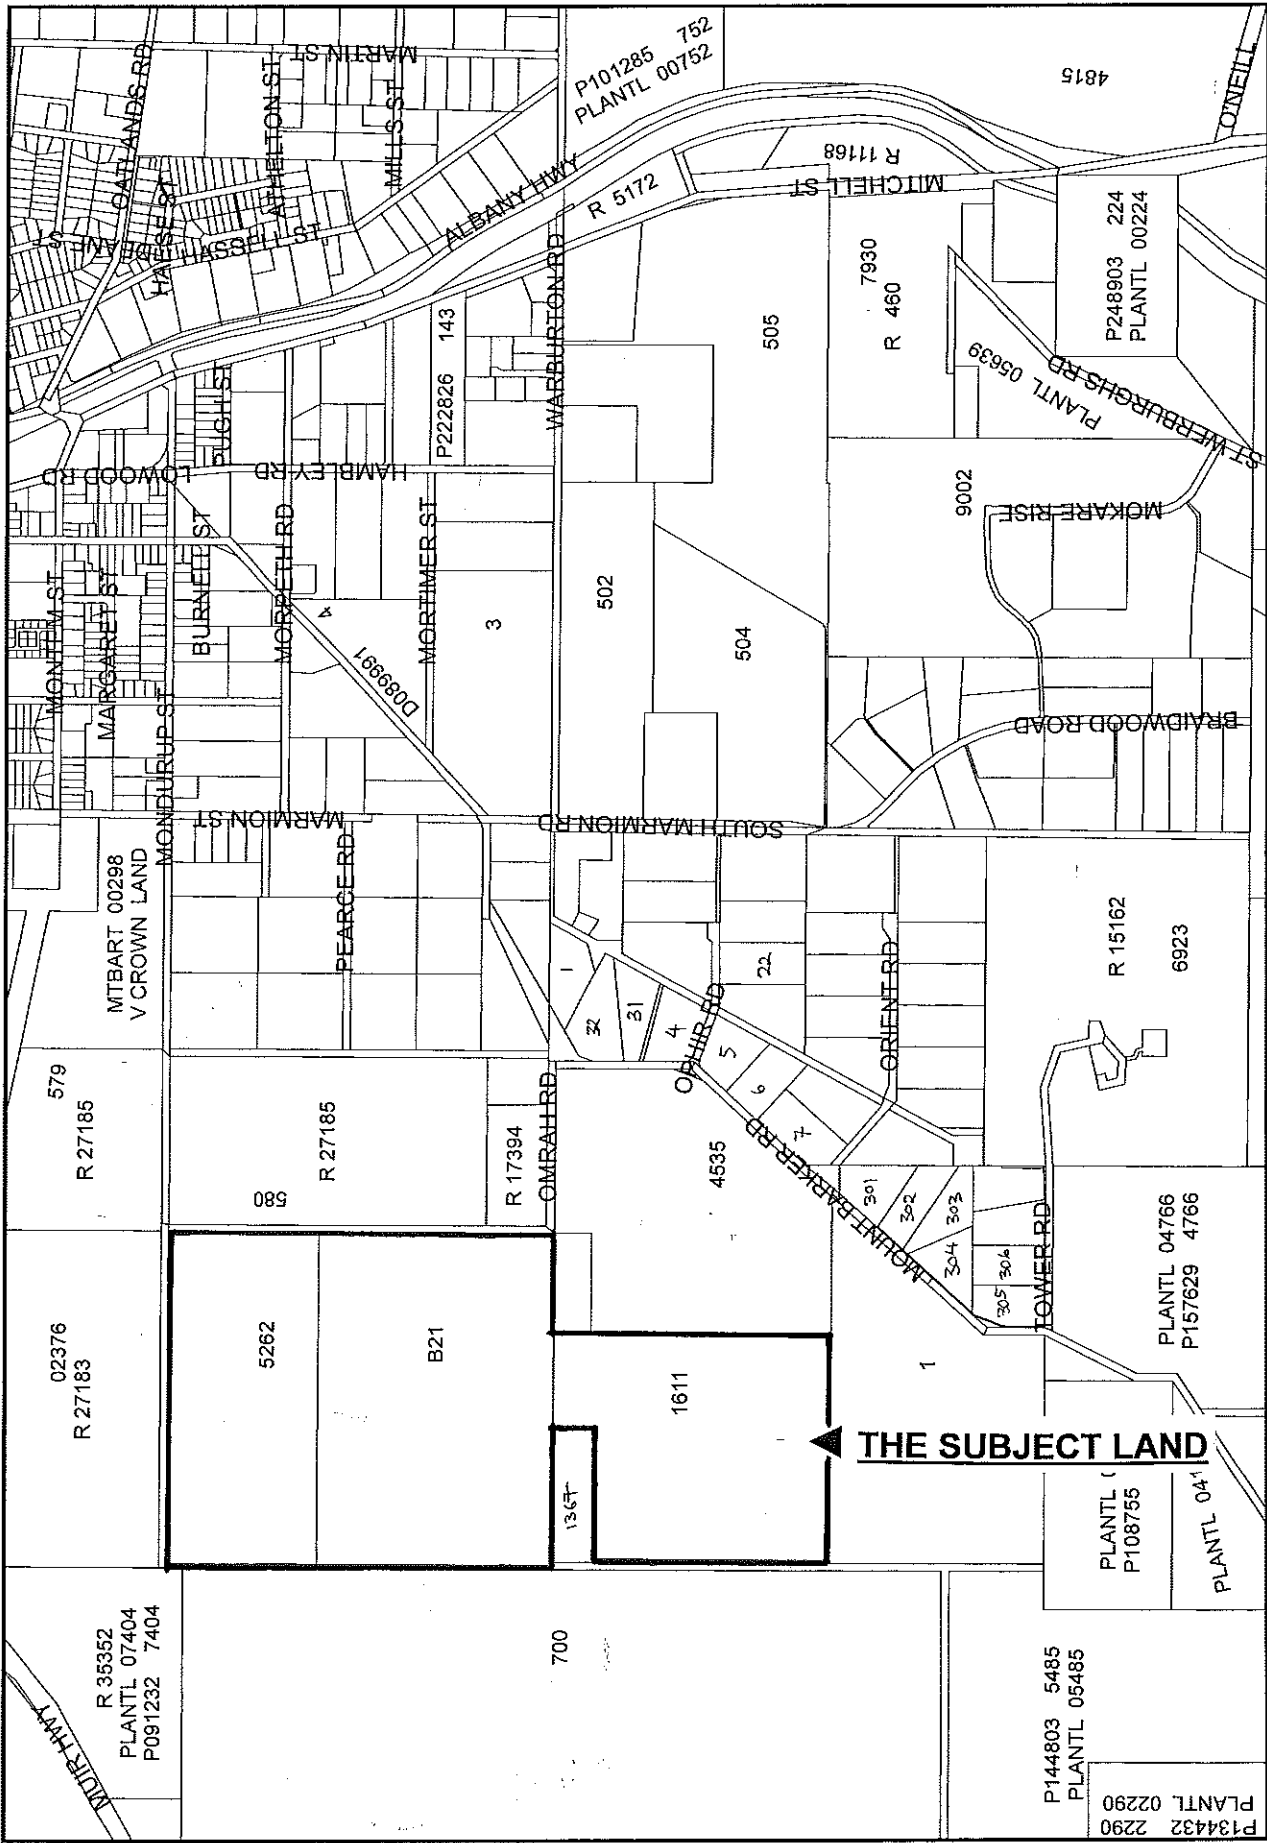 MUIR HWY
R 35352
PLANTL 07404
P091232 7404
02376
R 27183
579
R 27185
MTBART 00298
V CROWN LAND
MONDURUP ST
MARGARET ST
LOWOOD RD
OATLANDS RD
MARTIN ST
ATHELTON ST
MILLS ST
ALBANY HWY
P101285 752
PLANTL 00752
5262
B21
580
R 27185
R 17394
OMRAH RD
PEARCE RD
MARMION ST
BURNETT ST
MORPETH RD
MORTIMER ST
HAMBLEY RD
D089991
4
3
P222826 143
WARBURTON RD
R 5172
R 11168
MITCHELL ST
4815
O'NEILL
700
1367
1611
4535
1
32
31
4
5
6
7
22
OPHIR RD
ORIENT RD
MOUNT BARKER RD
SOUTH MARMION RD
502
504
505
7930
R 460
9002
MOKARE RISE
PLANTL 05639
ST WERBURGHS RD
P248903 224
PLANTL 00224
BRAIDWOOD ROAD
R 15162
6923
301
302
303
304
305
306
TOWER RD
1
THE SUBJECT LAND
PLANTL 04766
P157629 4766
PLANTL
P108755
PLANTL 04
P144803 5485
PLANTL 05485
P134432 2290
PLANTL 02290